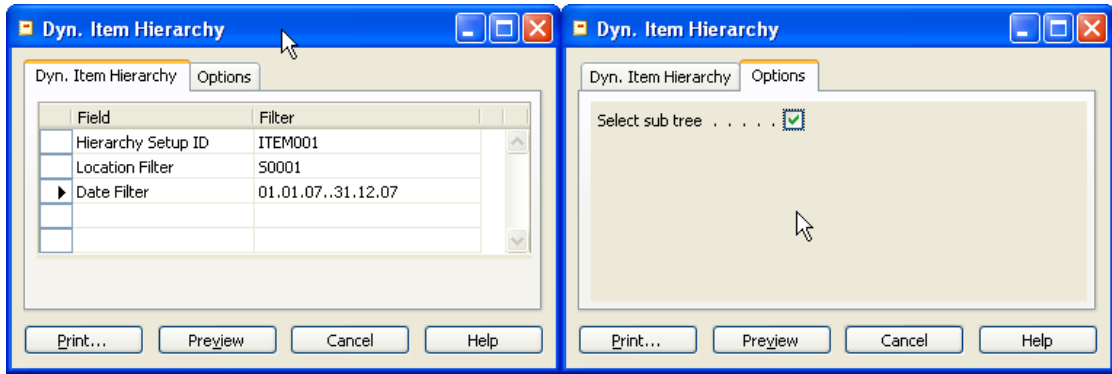 Dyn. Item Hierarchy
Dyn. Item Hierarchy Options
Field Filter
Hierarchy Setup ID ITEM001
Location Filter S0001
Date Filter 01.01.07..31.12.07
Print... Preview Cancel Help
Dyn. Item Hierarchy
Dyn. Item Hierarchy Options
Select sub tree . . . . .
Print... Preview Cancel Help